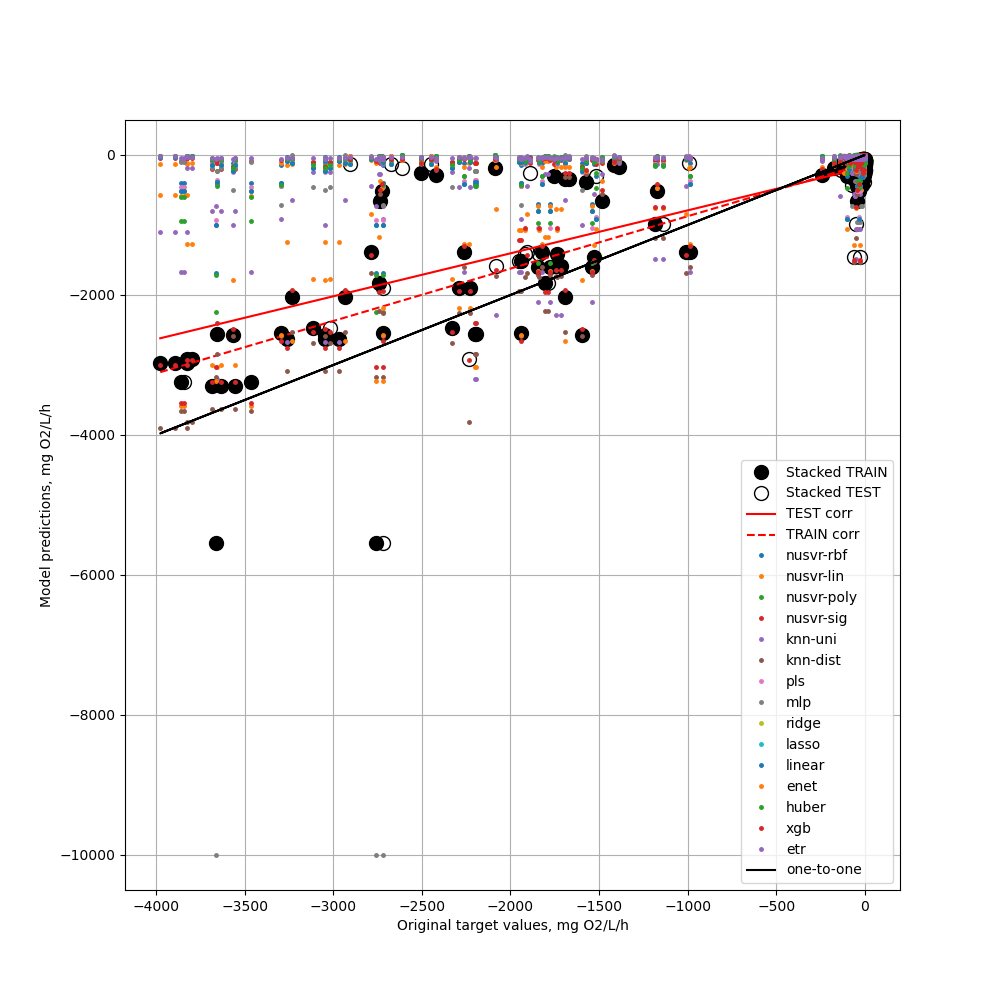 0
−2000
−4000
−6000
−8000
−10000
Model predictions, mg O2/L/h
−4000 −3500 −3000 −2500 −2000 −1500 −1000 −500 0
Original target values, mg O2/L/h
Stacked TRAIN
Stacked TEST
TEST corr
TRAIN corr
nusvr-rbf
nusvr-lin
nusvr-poly
nusvr-sig
knn-uni
knn-dist
pls
mlp
ridge
lasso
linear
enet
huber
xgb
etr
one-to-one